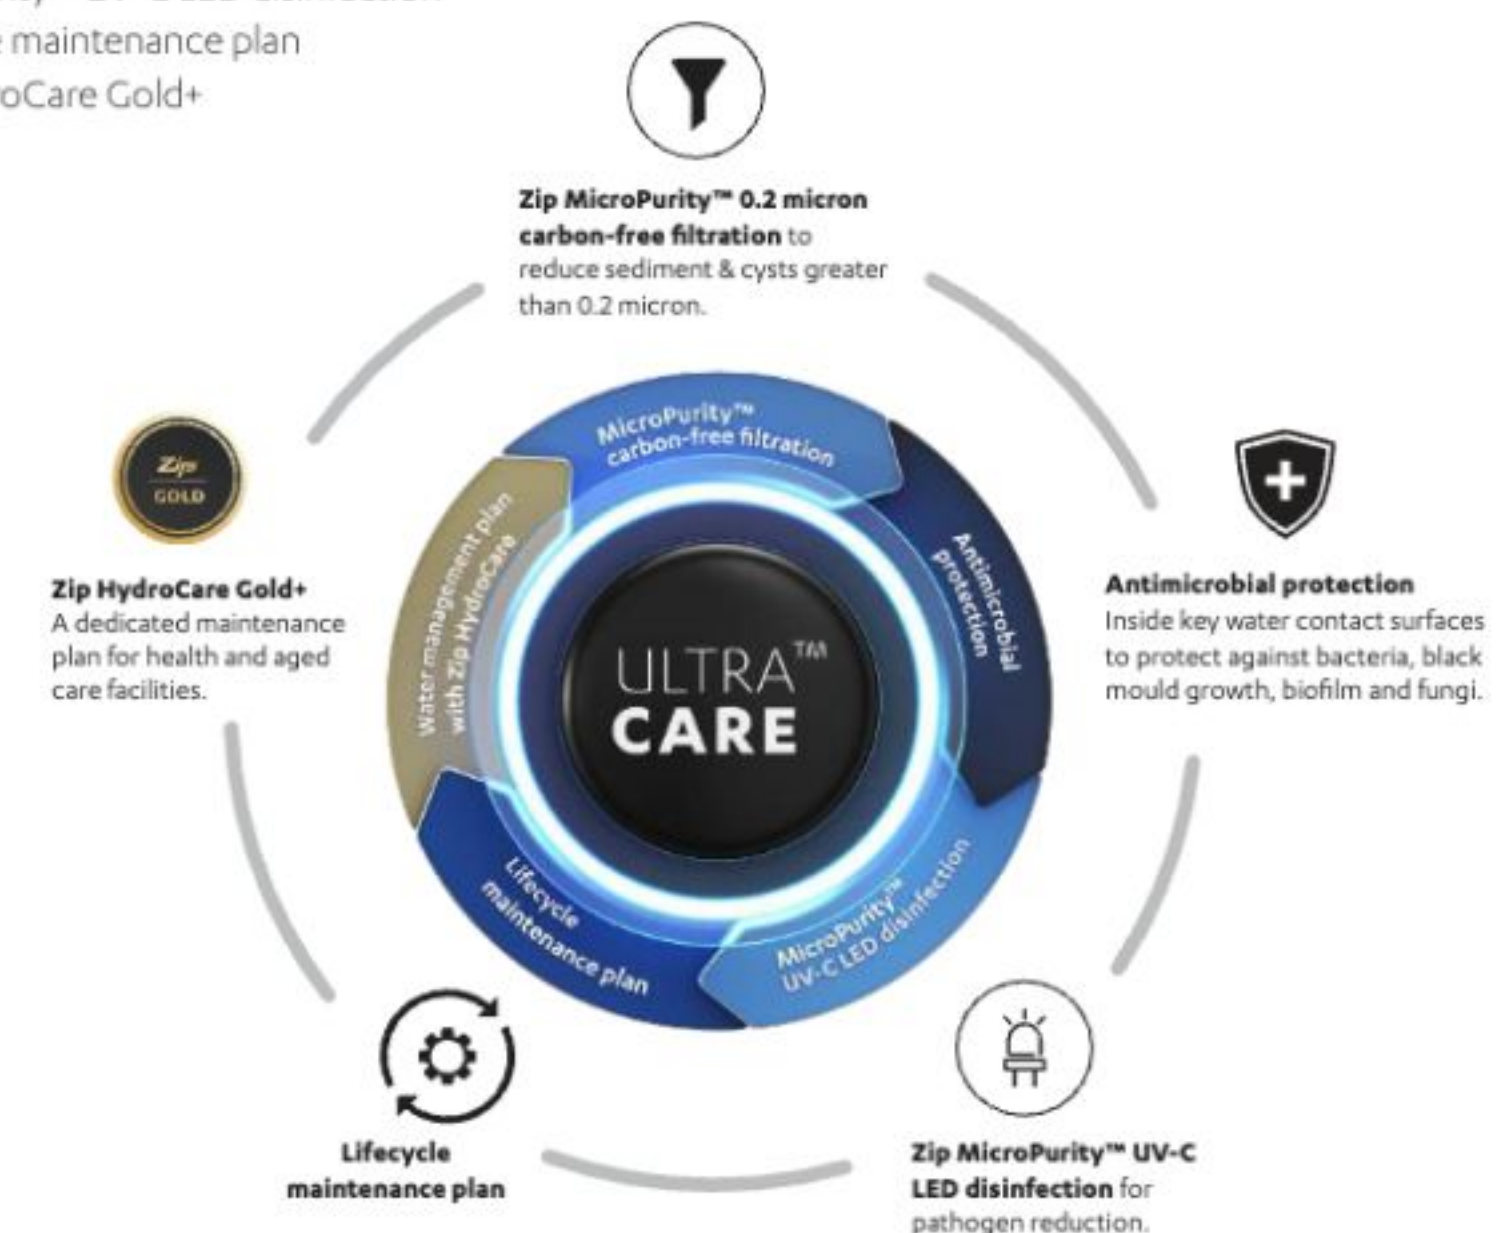 UV-C LED disinfection
maintenance plan
oCare Gold+
Zip MicroPurity™ 0.2 micron
carbon-free filtration to
reduce sediment & cysts greater
than 0.2 micron.
Zip
GOLD
Zip HydroCare Gold+
A dedicated maintenance
plan for health and aged
care facilities.
MicroPurity™
carbon-free filtration
Antimicrobial
protection
MicroPurity™
UV-C LED disinfection
Lifecycle
maintenance plan
Water management plan
with Zip HydroCare
ULTRA™
CARE
Antimicrobial protection
Inside key water contact surfaces
to protect against bacteria, black
mould growth, biofilm and fungi.
Lifecycle
maintenance plan
Zip MicroPurity™ UV-C
LED disinfection for
pathogen reduction.